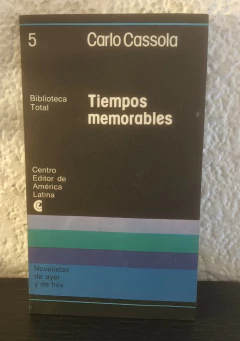 5 Carlo Cassola
Biblioteca
Total
Tiempos
memorables
Centro
Editor de
América
Latina
Novelistas
de ayer
y de hoy